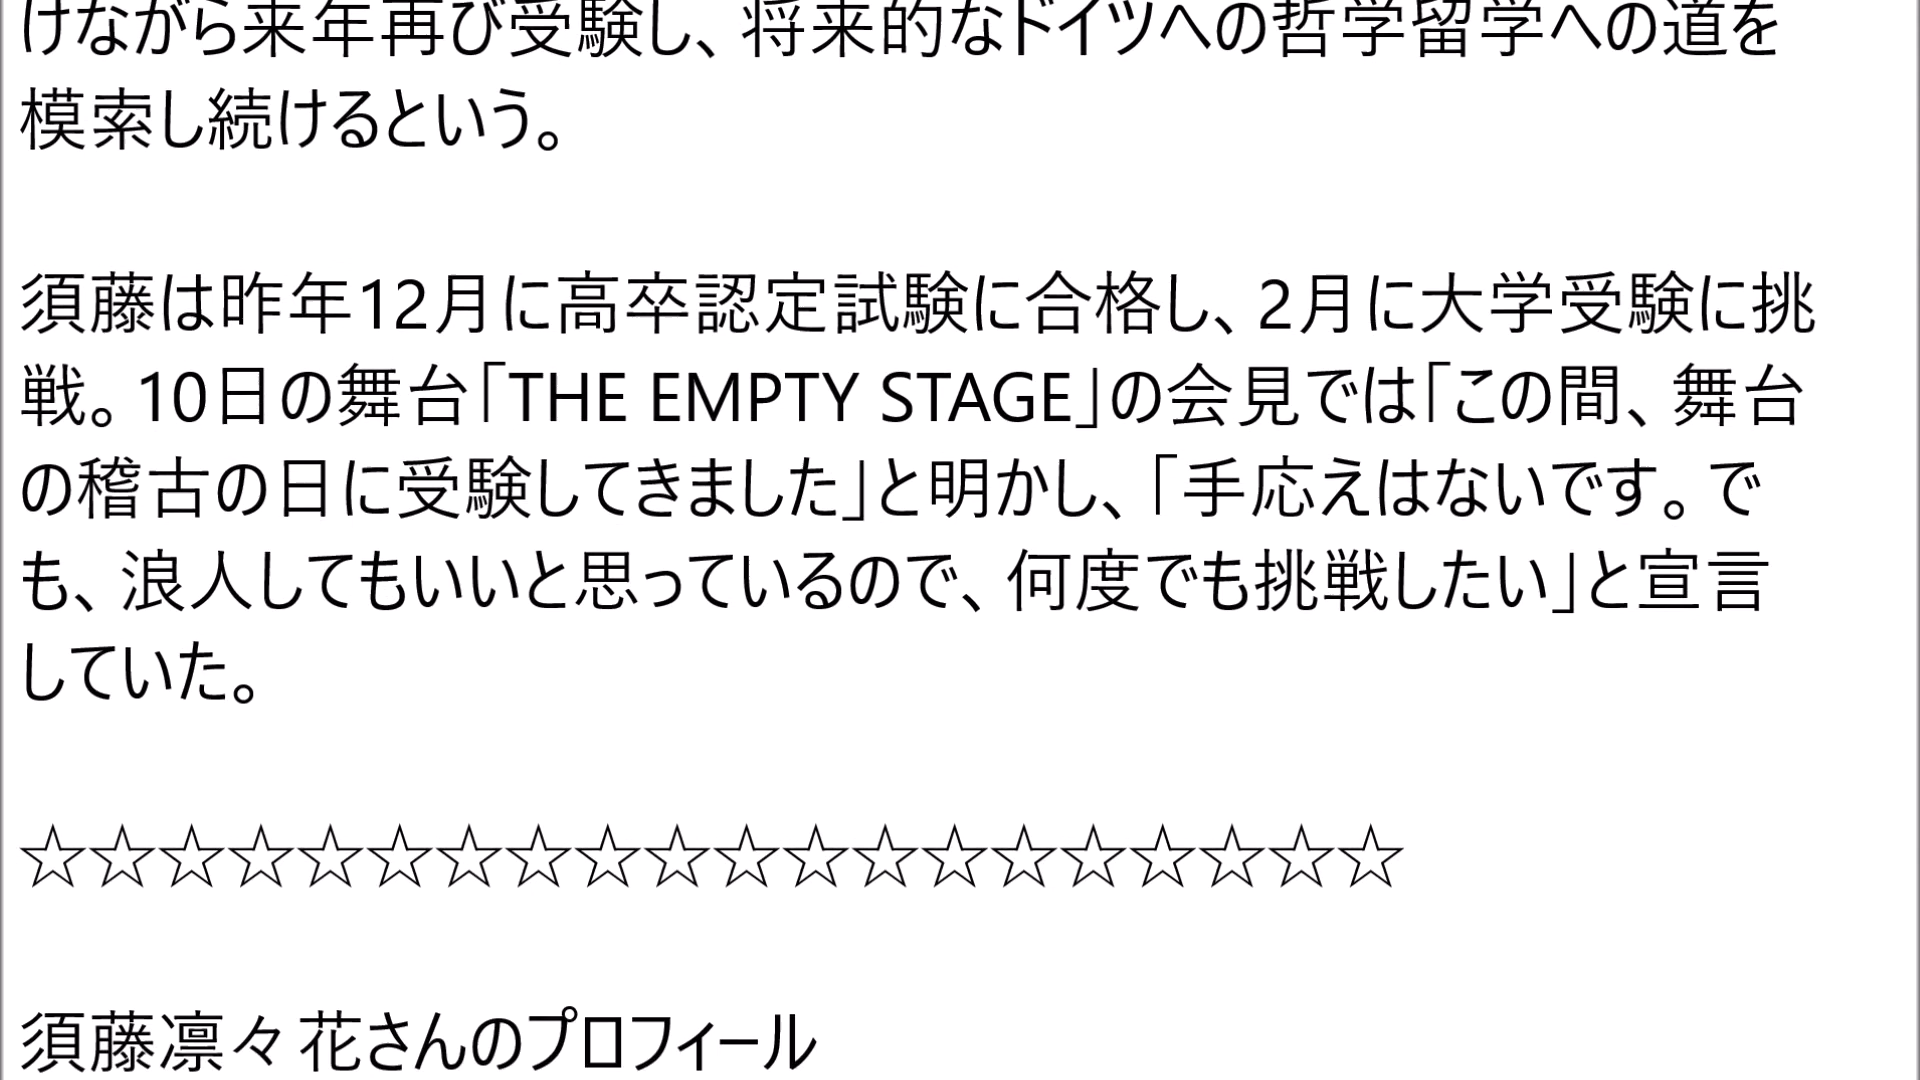 けながら来年再び受験し、将来的なドイツへの哲学留学への道を
模索し続けるという。
須藤は昨年12月に高卒認定試験に合格し、2月に大学受験に挑
戦。10日の舞台「THE EMPTY STAGE」の会見では「この間、舞台
の稽古の日に受験してきました」と明かし、「手応えはないです。で
も、浪人してもいいと思っているので、何度でも挑戦したい」と宣言
していた。
☆☆☆☆☆☆☆☆☆☆☆☆☆☆☆☆☆☆☆☆
須藤凛々花さんのプロフィール